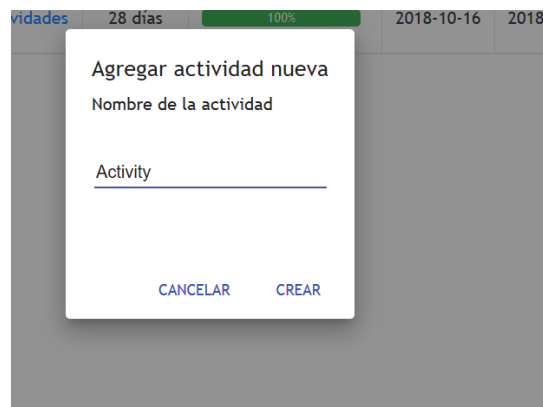 vidades 28 días 100% 2018-10-16 2018
Agregar actividad nueva
Nombre de la actividad
Activity
CANCELAR CREAR